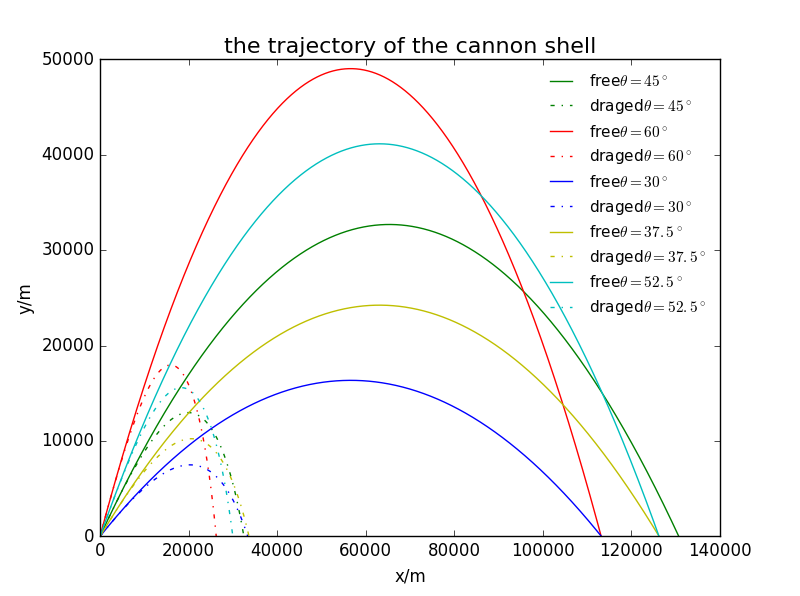 the trajectory of the cannon shell
50000
40000
30000
20000
10000
0
y/m
freeθ = 45°
dragedθ = 45°
freeθ = 60°
dragedθ = 60°
freeθ = 30°
dragedθ = 30°
freeθ = 37.5°
dragedθ = 37.5°
freeθ = 52.5°
dragedθ = 52.5°
0 20000 40000 60000 80000 100000 120000 140000
x/m